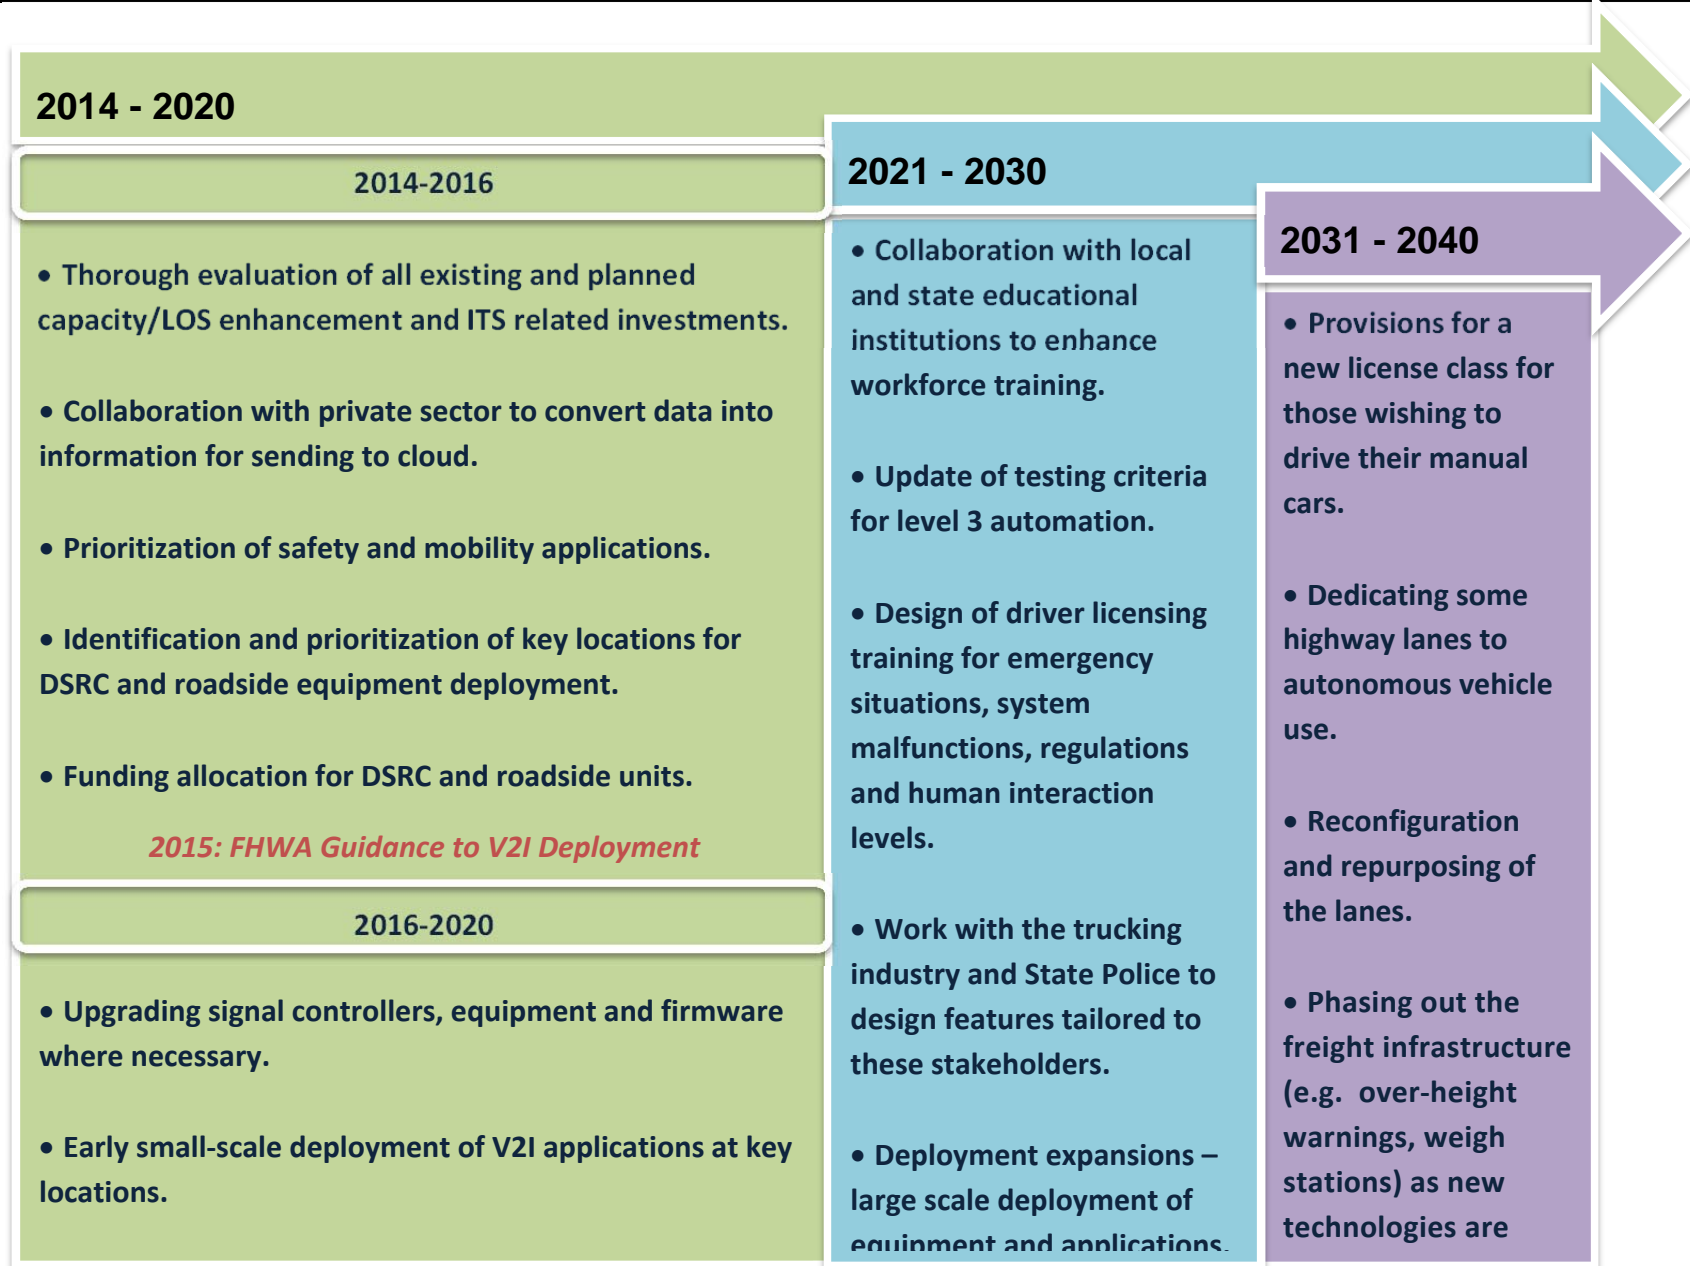 2014 - 2020
2014-2016
• Thorough evaluation of all existing and planned
capacity/LOS enhancement and ITS related investments.
• Collaboration with private sector to convert data into
information for sending to cloud.
• Prioritization of safety and mobility applications.
• Identification and prioritization of key locations for
DSRC and roadside equipment deployment.
• Funding allocation for DSRC and roadside units.
2015: FHWA Guidance to V2I Deployment
2016-2020
• Upgrading signal controllers, equipment and firmware
where necessary.
• Early small-scale deployment of V2I applications at key
locations.
2021 - 2030
• Collaboration with local
and state educational
institutions to enhance
workforce training.
• Update of testing criteria
for level 3 automation.
• Design of driver licensing
training for emergency
situations, system
malfunctions, regulations
and human interaction
levels.
• Work with the trucking
industry and State Police to
design features tailored to
these stakeholders.
• Deployment expansions –
large scale deployment of
equipment and applications.
2031 - 2040
• Provisions for a
new license class for
those wishing to
drive their manual
cars.
• Dedicating some
highway lanes to
autonomous vehicle
use.
• Reconfiguration
and repurposing of
the lanes.
• Phasing out the
freight infrastructure
(e.g. over-height
warnings, weigh
stations) as new
technologies are